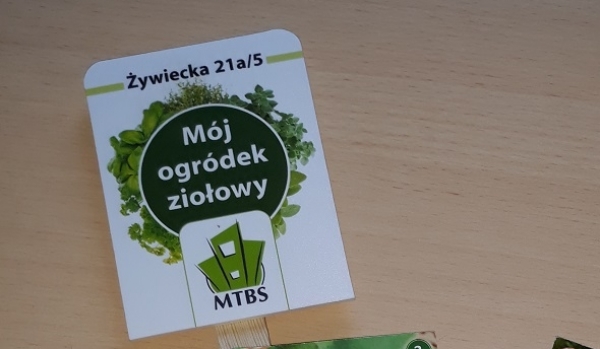 Żywiecka 21a/5
Mój
ogródek
ziołowy
MTBS